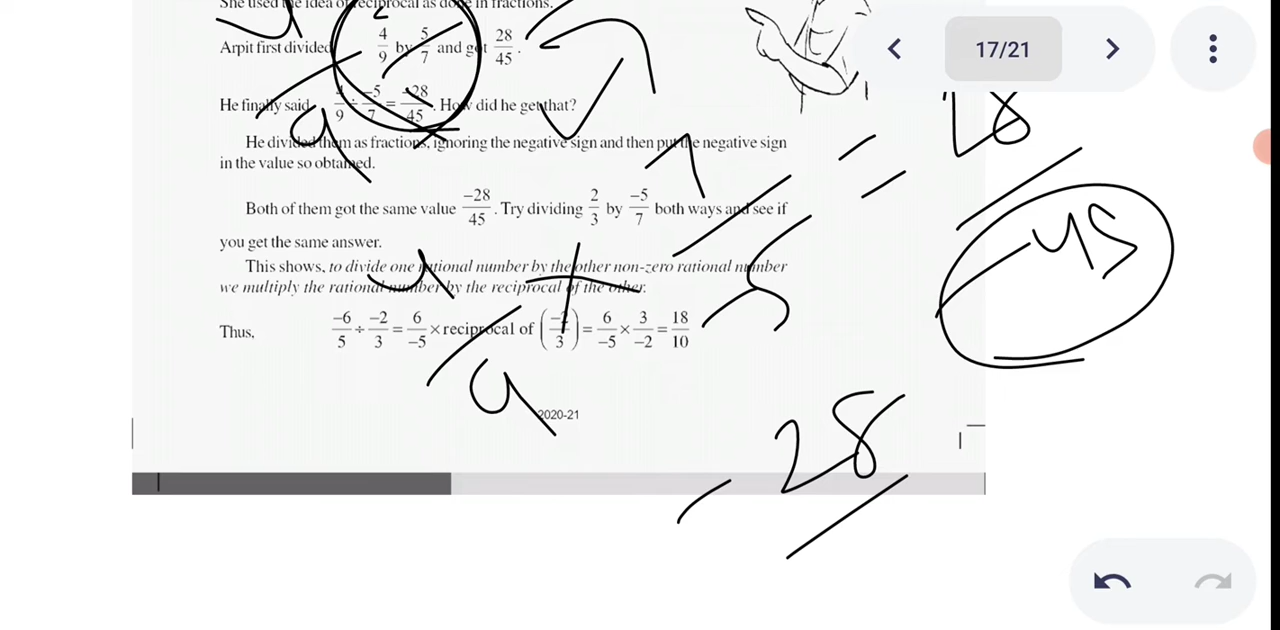 She used the idea of reciprocal as done in fractions.
Arpit first divided 4/9 by 5/7 and got 28/45.
17/21
He finally said, 4/9 ÷ -5/7 = -28/45. How did he get that?
He divided them as fractions, ignoring the negative sign and then put the negative sign
in the value so obtained.
Both of them got the same value -28/45. Try dividing 2/3 by -5/7 both ways and see if
you get the same answer.
This shows, to divide one rational number by the other non-zero rational number
we multiply the rational number by the reciprocal of the other.
Thus, -6/5 ÷ -2/3 = 6/-5 × reciprocal of (-2/3) = 6/-5 × 3/-2 = 18/10
2020-21
4/9
4/9 × 7/5 = 28/-45
-28